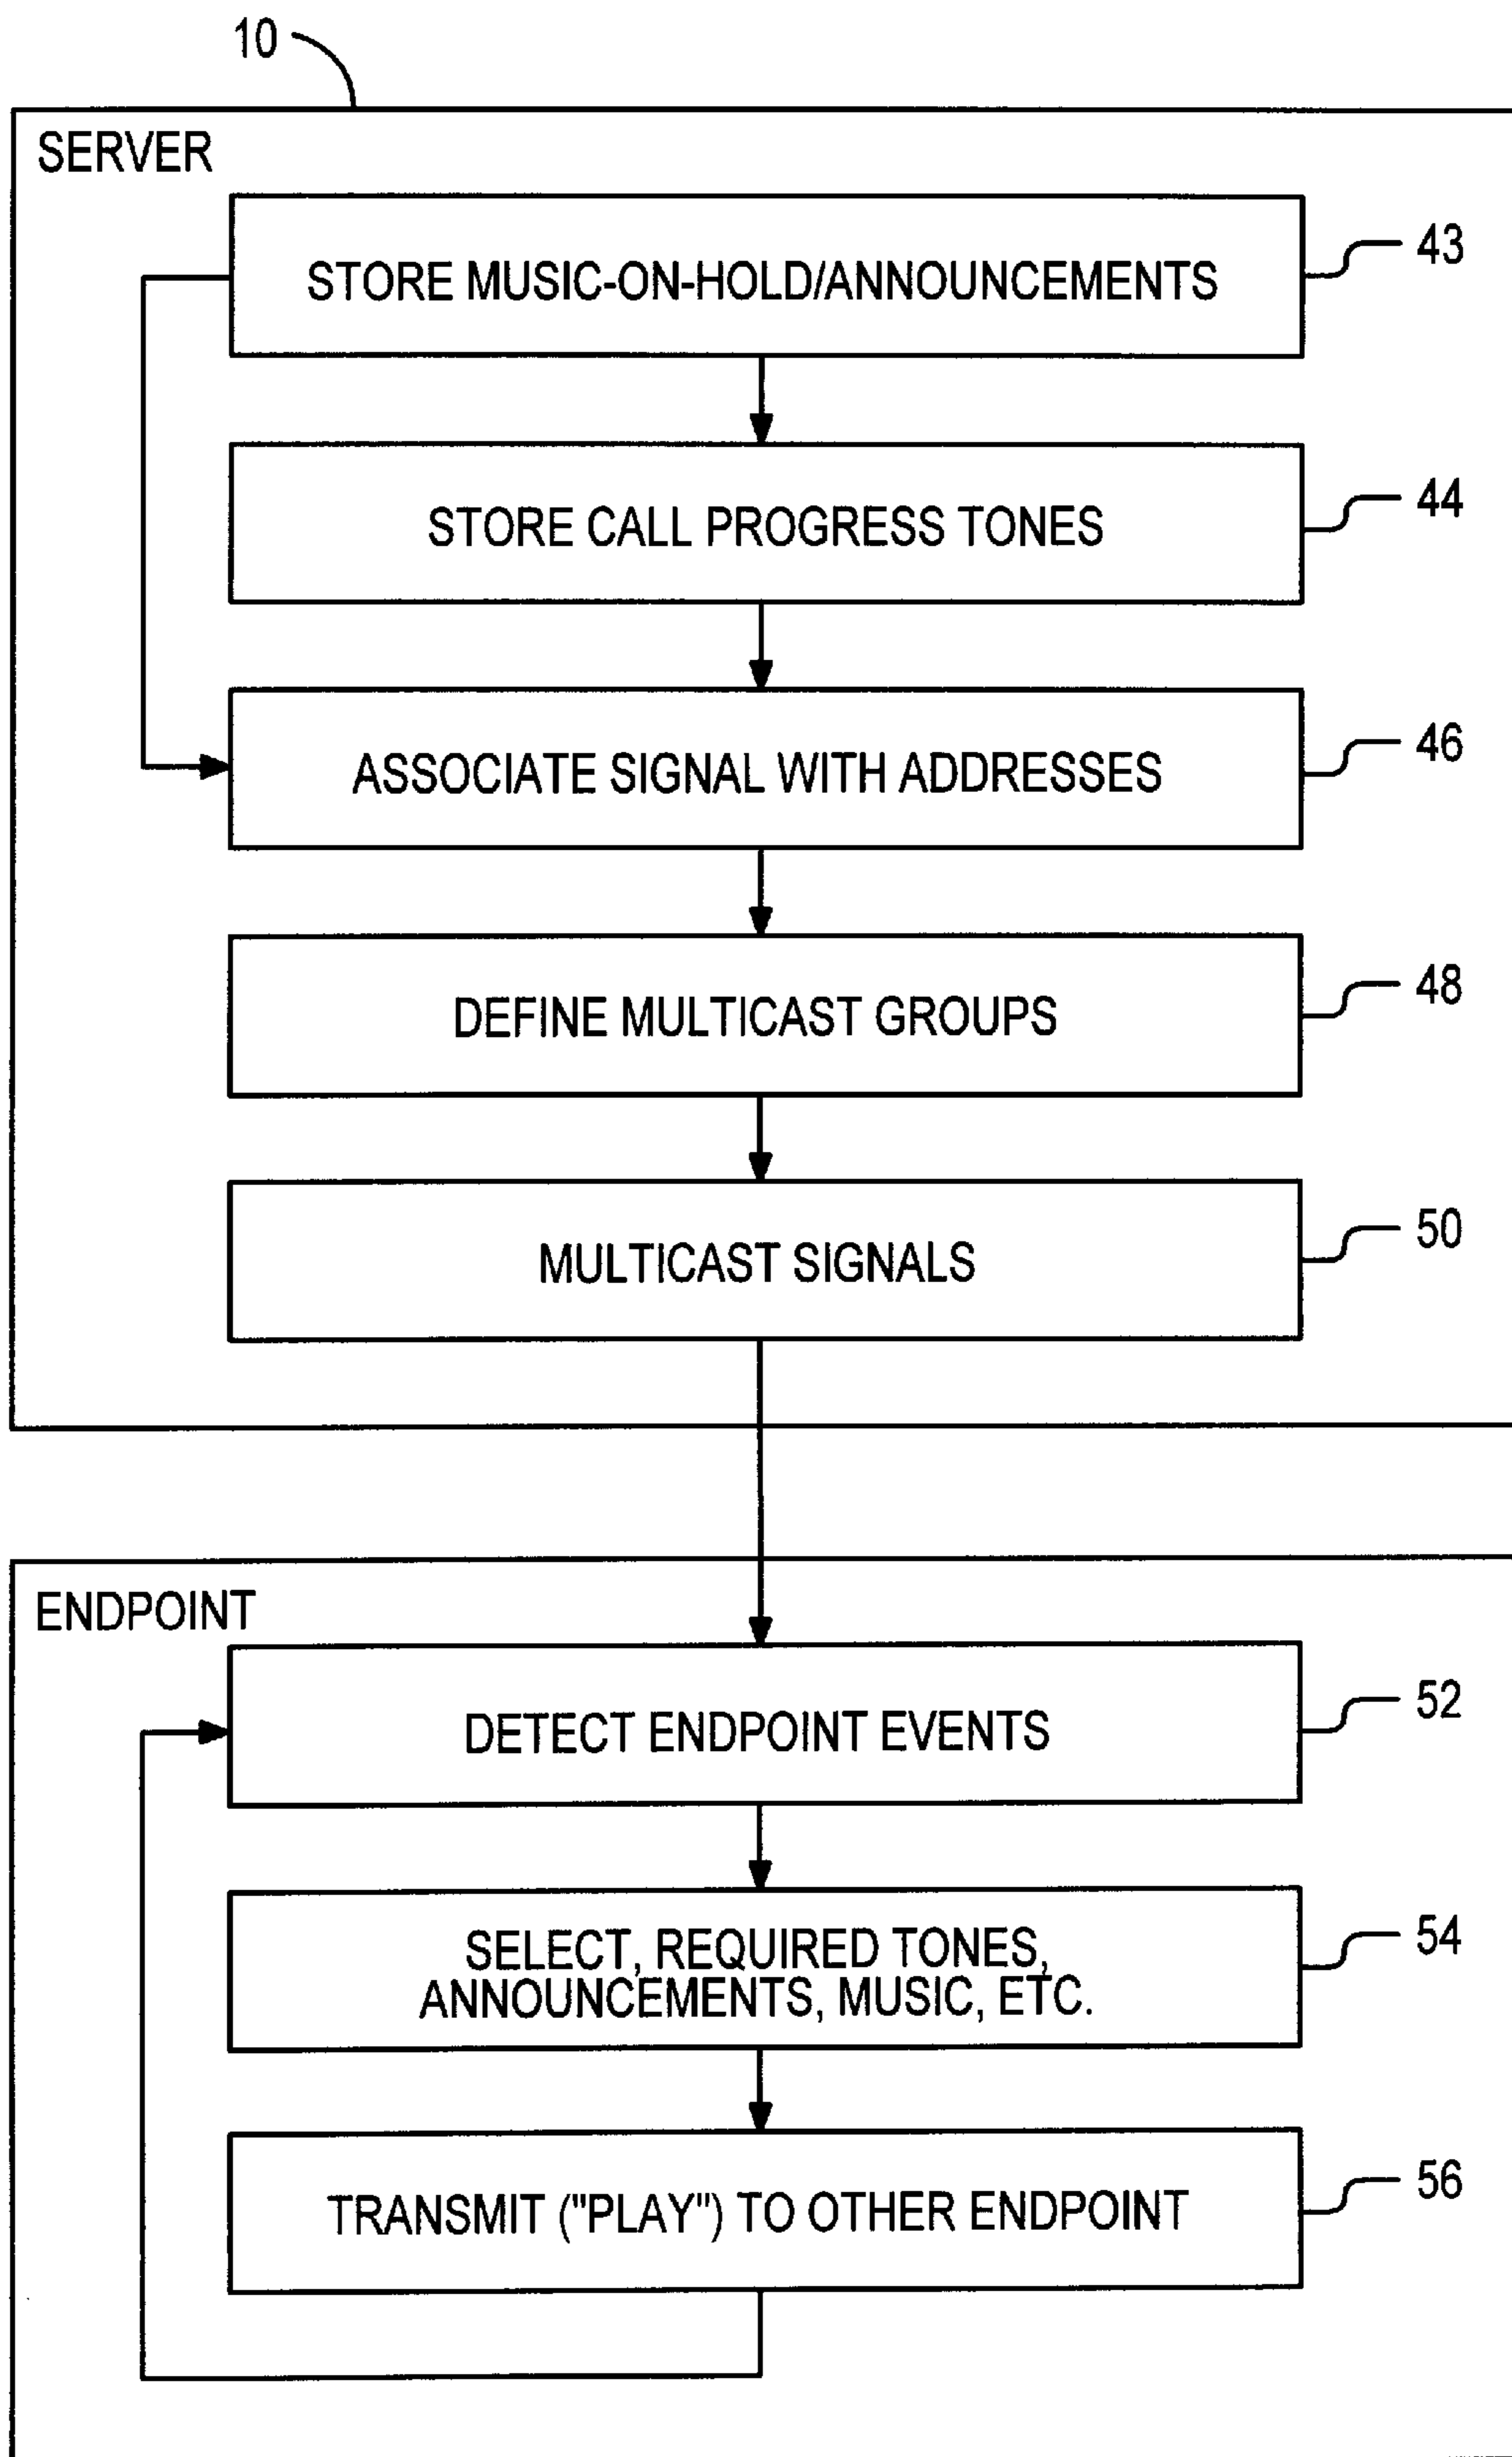 10
SERVER
STORE MUSIC-ON-HOLD/ANNOUNCEMENTS
43
STORE CALL PROGRESS TONES
44
ASSOCIATE SIGNAL WITH ADDRESSES
46
DEFINE MULTICAST GROUPS
48
MULTICAST SIGNALS
50
ENDPOINT
DETECT ENDPOINT EVENTS
52
SELECT, REQUIRED TONES,
ANNOUNCEMENTS, MUSIC, ETC.
54
TRANSMIT ("PLAY") TO OTHER ENDPOINT
56